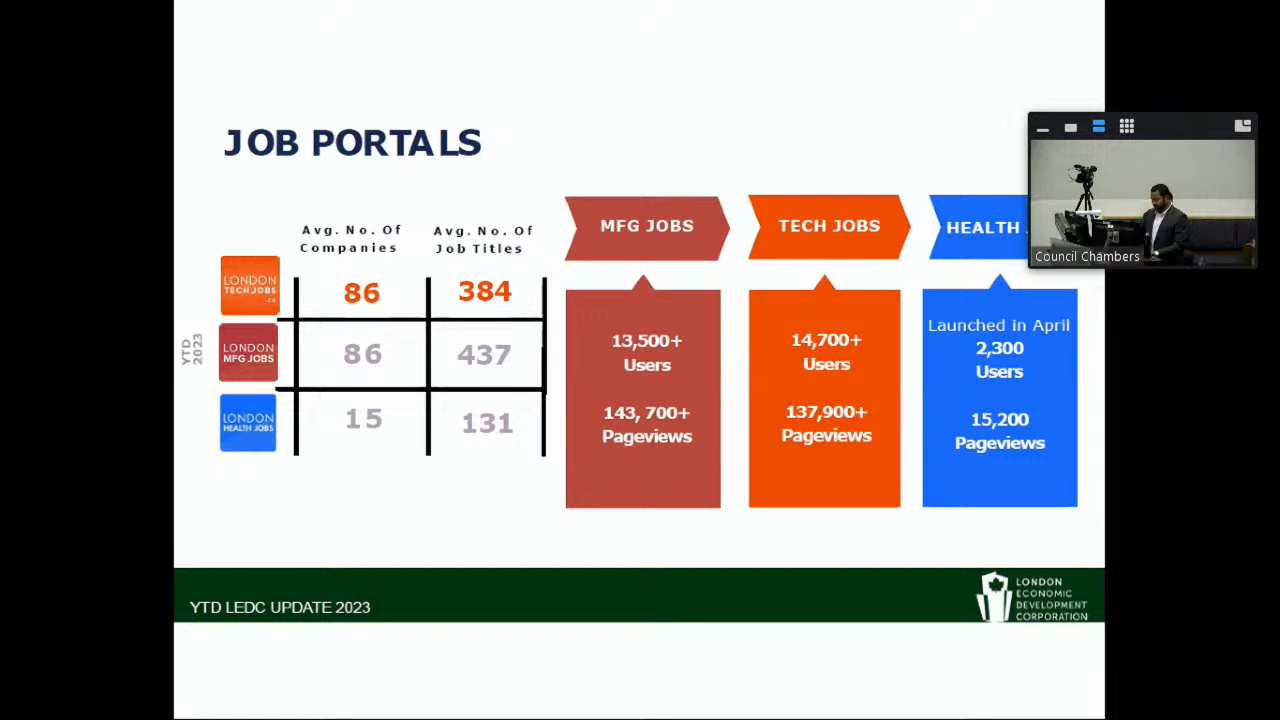 JOB PORTALS
Avg. No. Of
Companies
Avg. No. Of
Job Titles
YTD
2023
LONDON
TECH JOBS
.ca
86
384
LONDON
MFG JOBS
86
437
LONDON
HEALTH JOBS
15
131
MFG JOBS
13,500+
Users
143, 700+
Pageviews
TECH JOBS
14,700+
Users
137,900+
Pageviews
HEALTH
Launched in April
2,300
Users
15,200
Pageviews
Council Chambers
YTD LEDC UPDATE 2023
LONDON
ECONOMIC
DEVELOPMENT
CORPORATION